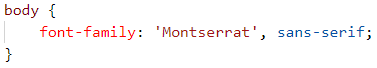 body {
    font-family: 'Montserrat', sans-serif;
}